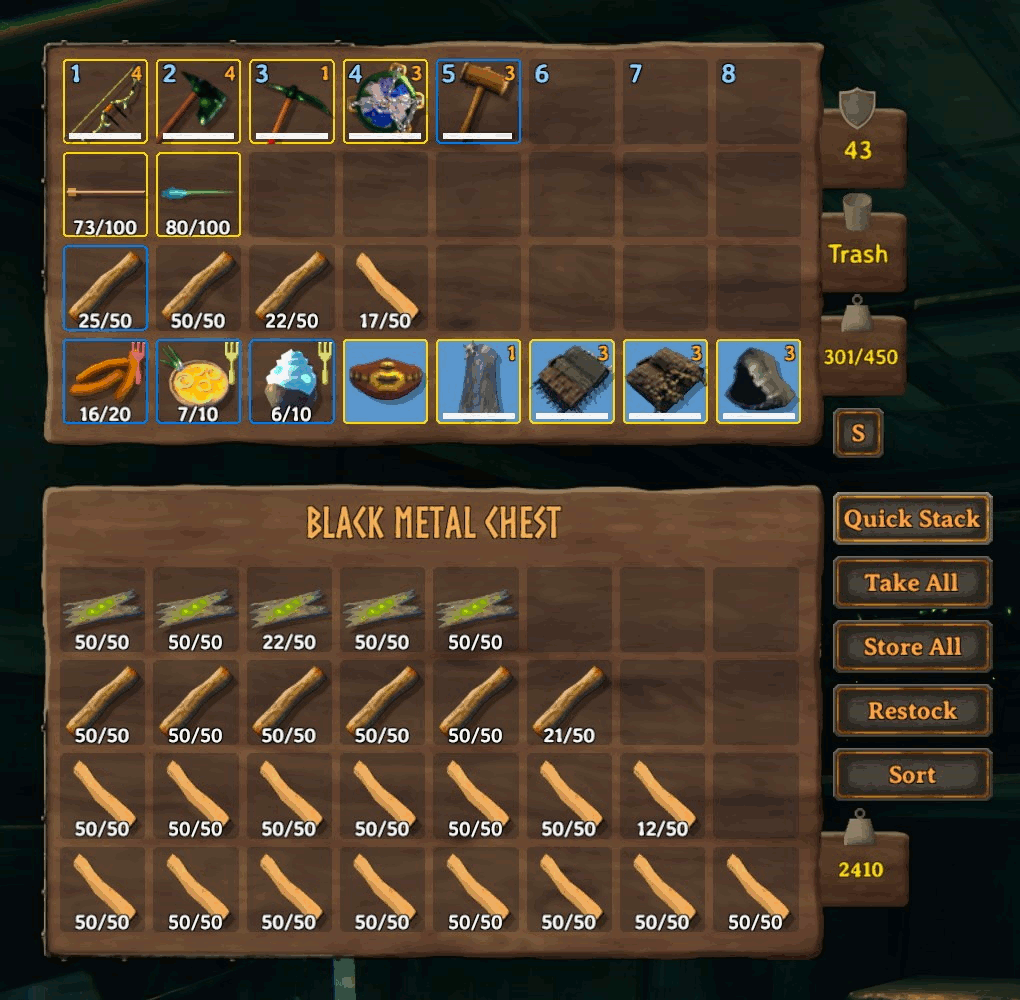 1 4 2 4 3 1 4 3 5 3 6 7 8
43
73/100 80/100
Trash
25/50 50/50 22/50 17/50
301/450
1 3 3 3
16/20 7/10 6/10
S
BLACK METAL CHEST
Quick Stack
Take All
50/50 50/50 22/50 50/50 50/50
Store All
Restock
50/50 50/50 50/50 50/50 50/50 21/50
Sort
50/50 50/50 50/50 50/50 50/50 50/50 12/50
2410
50/50 50/50 50/50 50/50 50/50 50/50 50/50 50/50